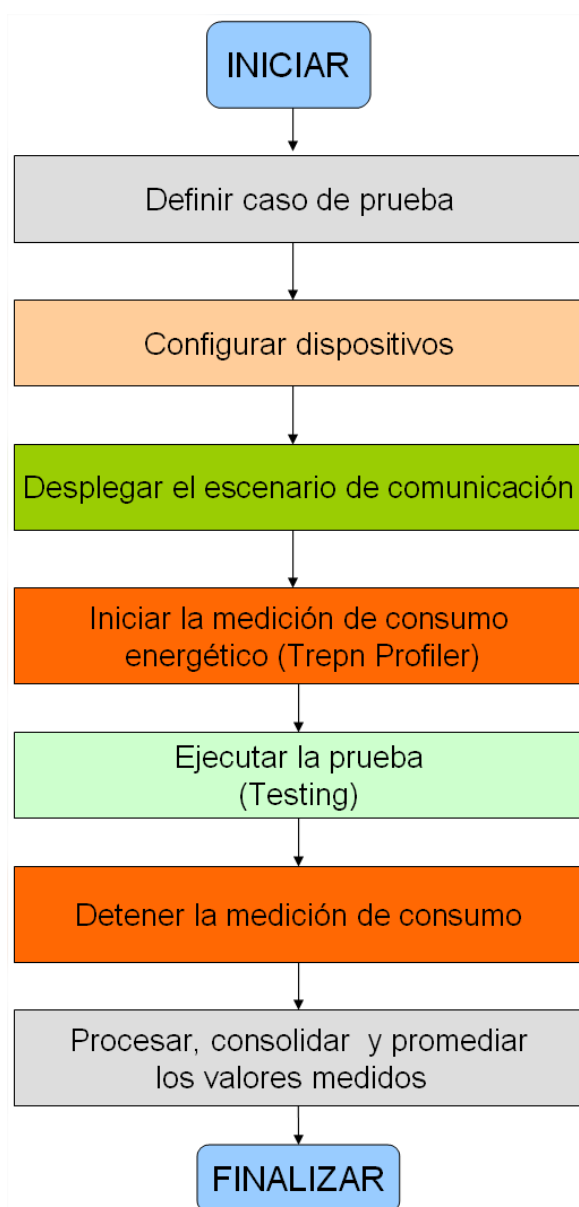 INICIAR
Definir caso de prueba
Configurar dispositivos
Desplegar el escenario de comunicación
Iniciar la medición de consumo
energético (Trepn Profiler)
Ejecutar la prueba
(Testing)
Detener la medición de consumo
Procesar, consolidar y promediar
los valores medidos
FINALIZAR